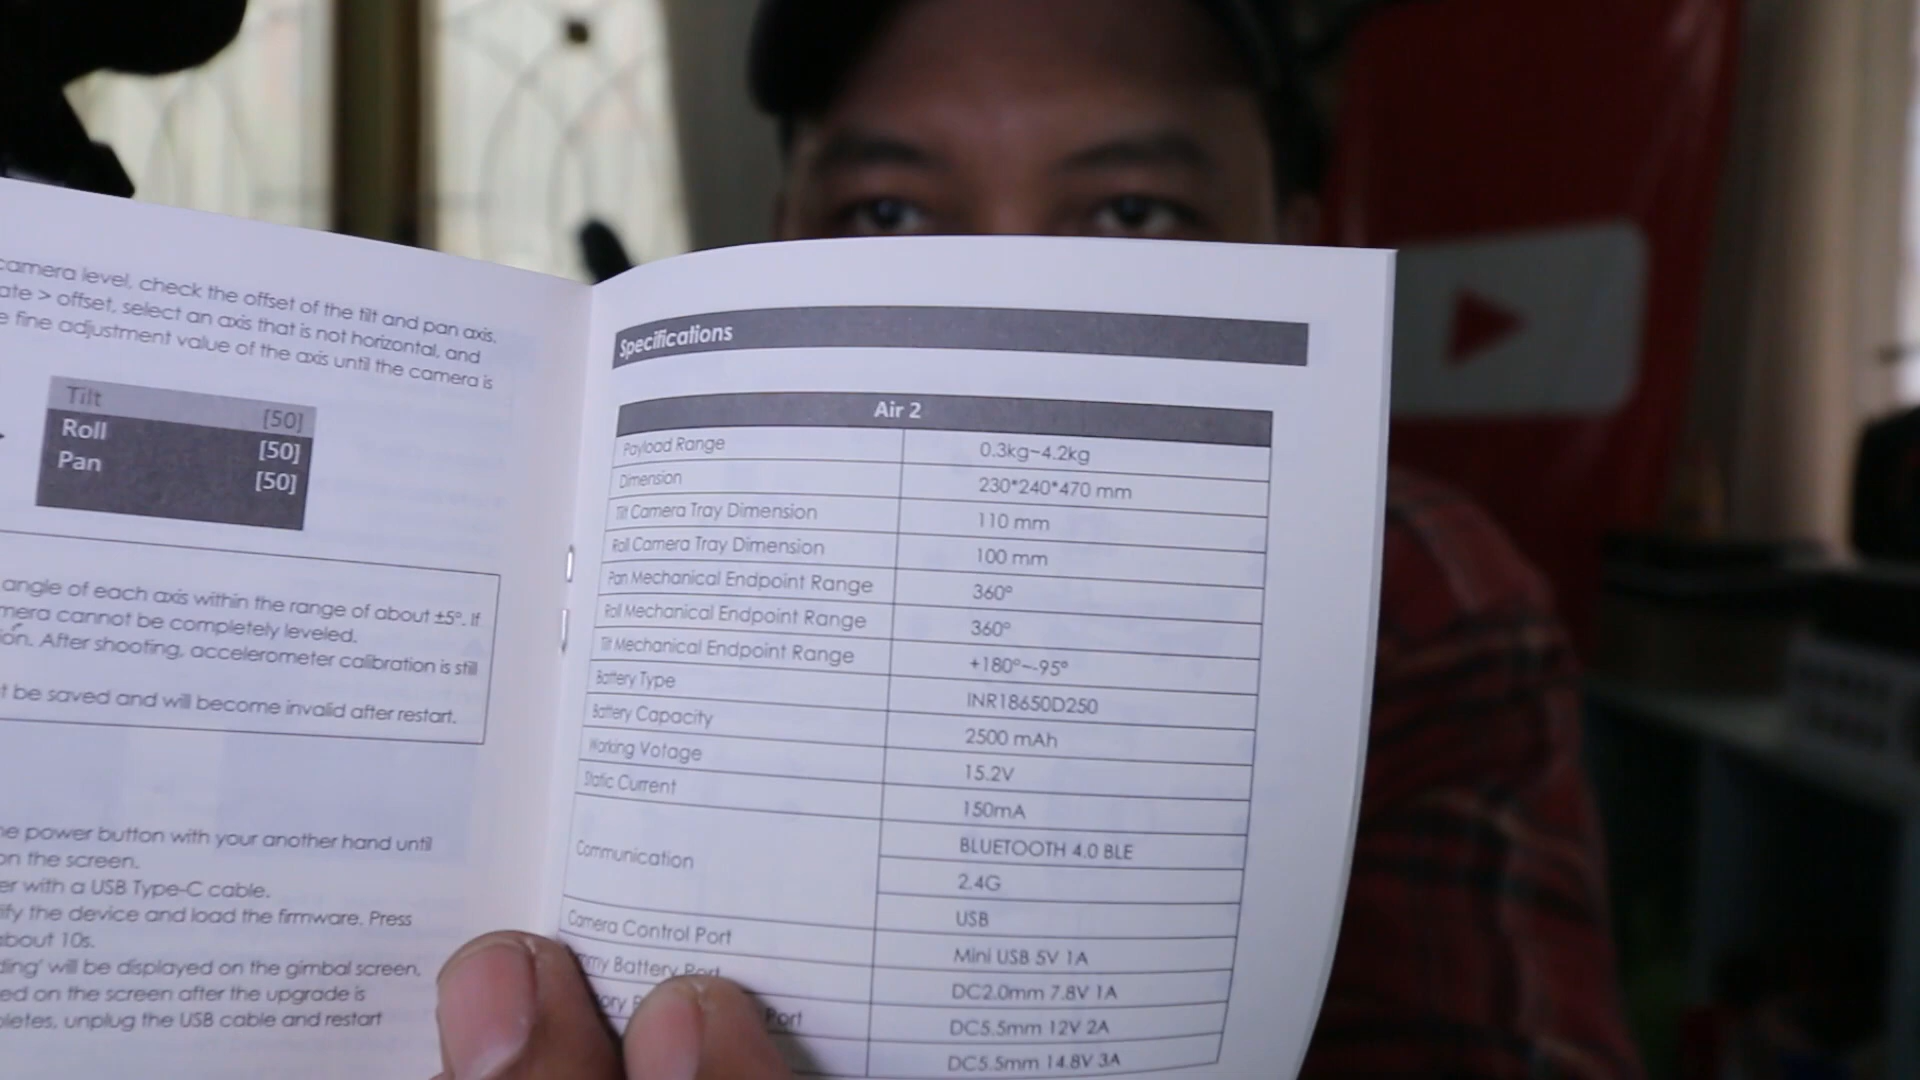 camera level, check the offset of the tilt and pan axis.
ate > offset, select an axis that is not horizontal, and
e fine adjustment value of the axis until the camera is
Tilt [50]
Roll [50]
Pan [50]
angle of each axis within the range of about ±5°. If
mera cannot be completely leveled.
ion. After shooting, accelerometer calibration is still
t be saved and will become invalid after restart.
he power button with your another hand until
on the screen.
er with a USB Type-C cable.
ify the device and load the firmware. Press
about 10s.
ding' will be displayed on the gimbal screen.
ed on the screen after the upgrade is
pletes, unplug the USB cable and restart
Specifications
Air 2
Payload Range 0.3kg~4.2kg
Dimension 230*240*470 mm
Tilt Camera Tray Dimension 110 mm
Roll Camera Tray Dimension 100 mm
Pan Mechanical Endpoint Range 360°
Roll Mechanical Endpoint Range 360°
Tilt Mechanical Endpoint Range +180°~-95°
Battery Type INR18650D250
Battery Capacity 2500 mAh
Working Votage 15.2V
Static Current 150mA
Communication BLUETOOTH 4.0 BLE
2.4G
USB
Camera Control Port Mini USB 5V 1A
mmy Battery Port DC2.0mm 7.8V 1A
ory Port DC5.5mm 12V 2A
DC5.5mm 14.8V 3A